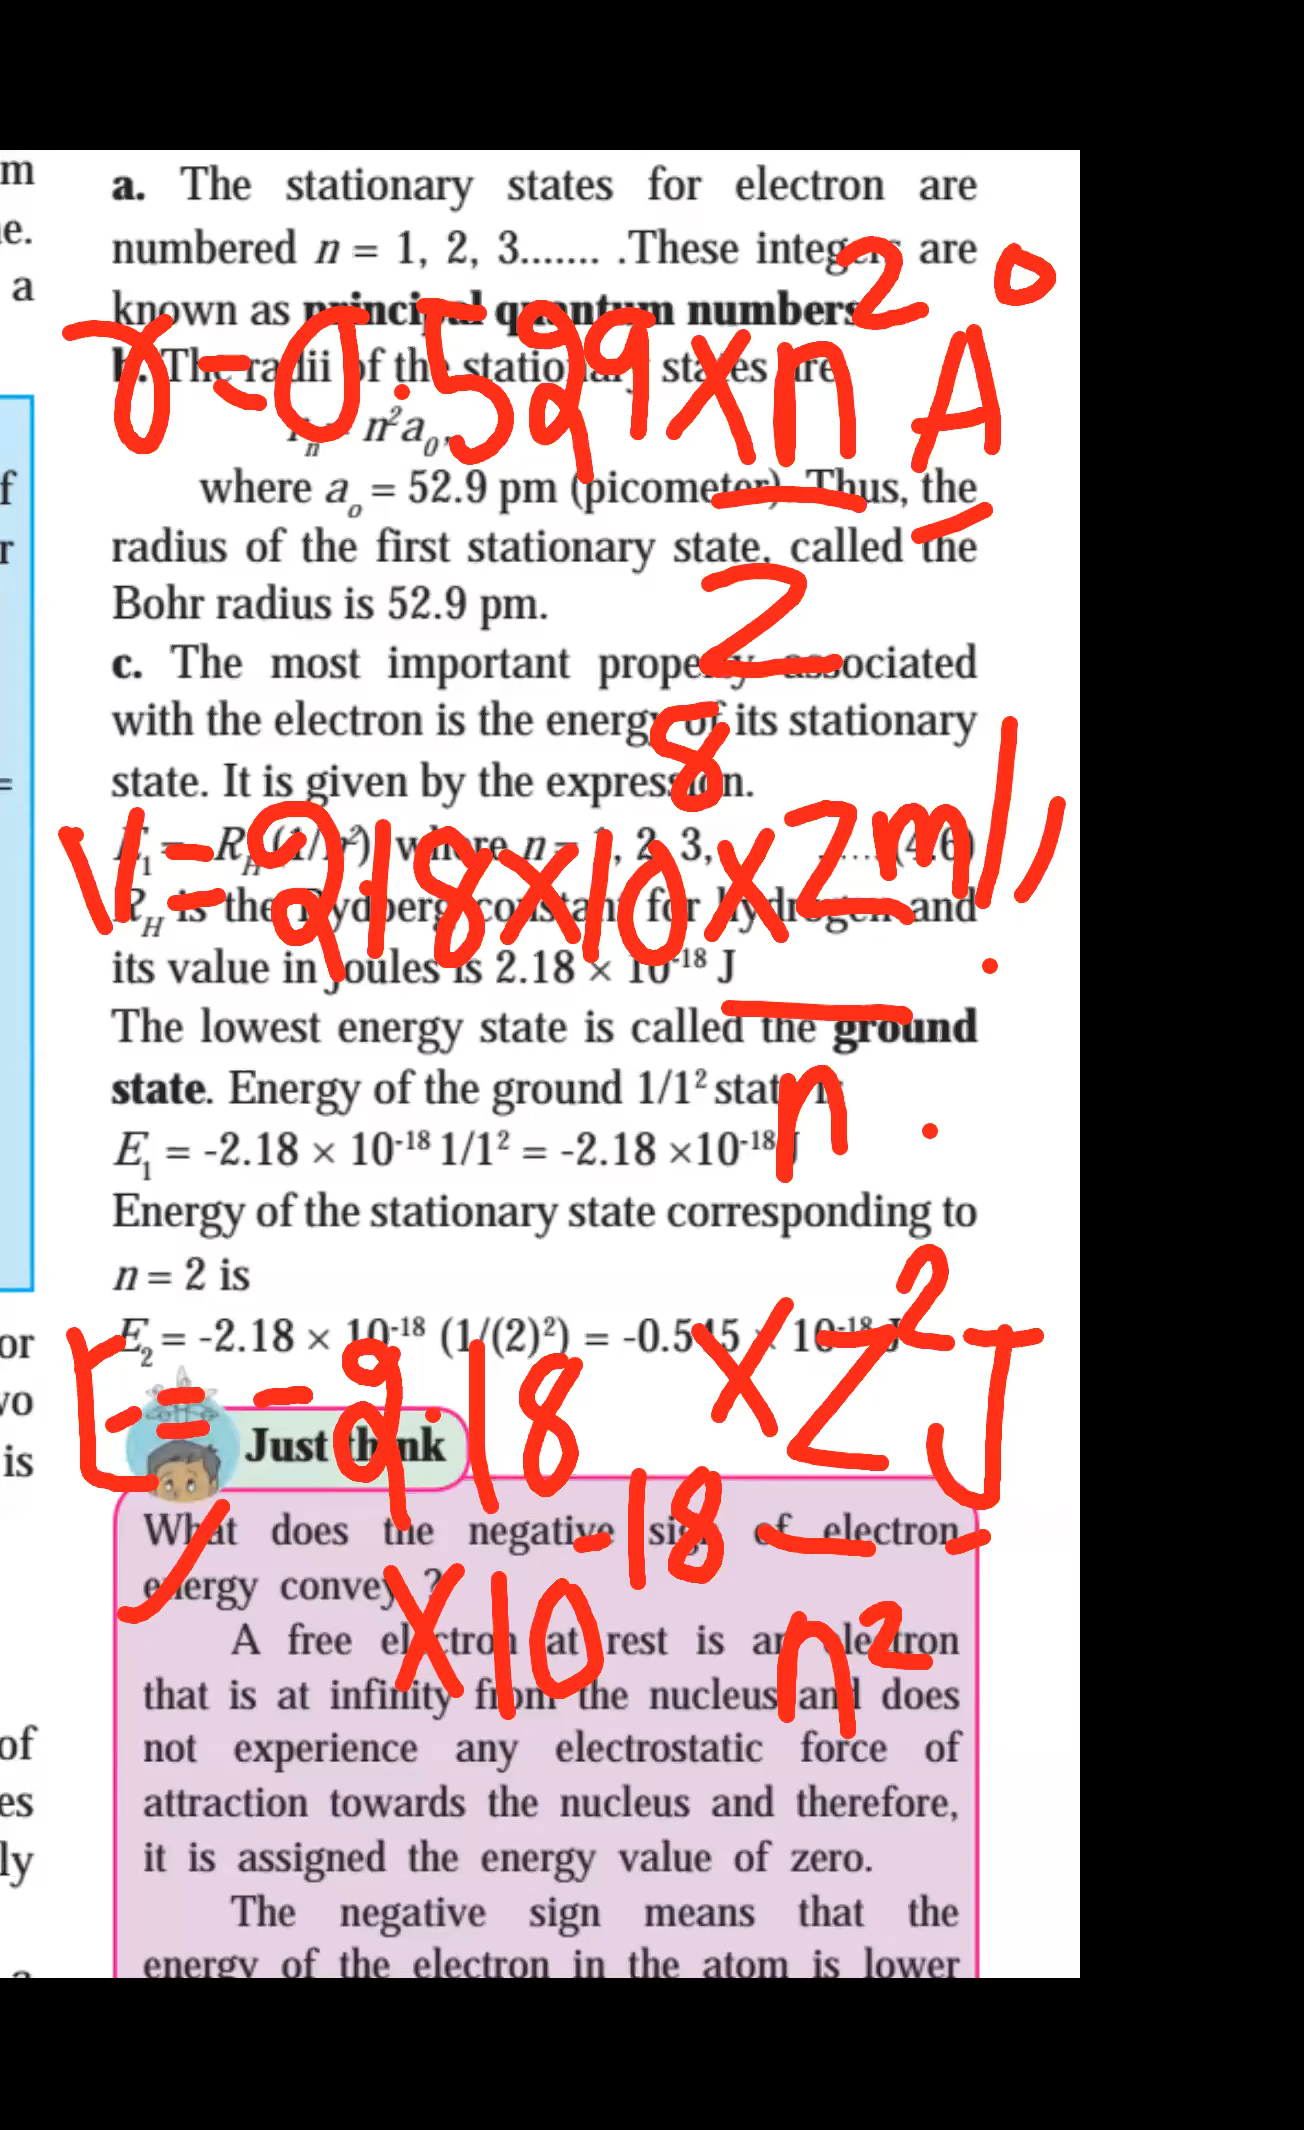 m
e.
a
f
r
=
or
vo
is
of
es
ly
a. The stationary states for electron are
numbered n = 1, 2, 3....... .These integers are
known as principal quantum numbers
b. The radii of the stationary states are
rₙ = n²a₀,
where aₒ = 52.9 pm (picometer). Thus, the
radius of the first stationary state, called the
Bohr radius is 52.9 pm.
c. The most important property associated
with the electron is the energy of its stationary
state. It is given by the expression.
= R_H (1/n²) where n = 1, 2, 3, .....(4.6)
R_H is the Rydberg constant for hydrogen and
its value in joules is 2.18 × 10⁻¹⁸ J
The lowest energy state is called the ground
state. Energy of the ground 1/1² state is
E₁ = -2.18 × 10⁻¹⁸ 1/1² = -2.18 ×10⁻¹⁸ J
Energy of the stationary state corresponding to
n = 2 is
E₂ = -2.18 × 10⁻¹⁸ (1/(2)²) = -0.545 × 10⁻¹⁸ J
Just think
What does the negative sign of electron
energy convey ?
A free electron at rest is an electron
that is at infinity from the nucleus and does
not experience any electrostatic force of
attraction towards the nucleus and therefore,
it is assigned the energy value of zero.
The negative sign means that the
energy of the electron in the atom is lower
r = 0.529 × n² A°
Z
8
V = 2.18 × 10 × Z m/s
n
E = -2.18 × Z² J
× 10⁻¹⁸
n²